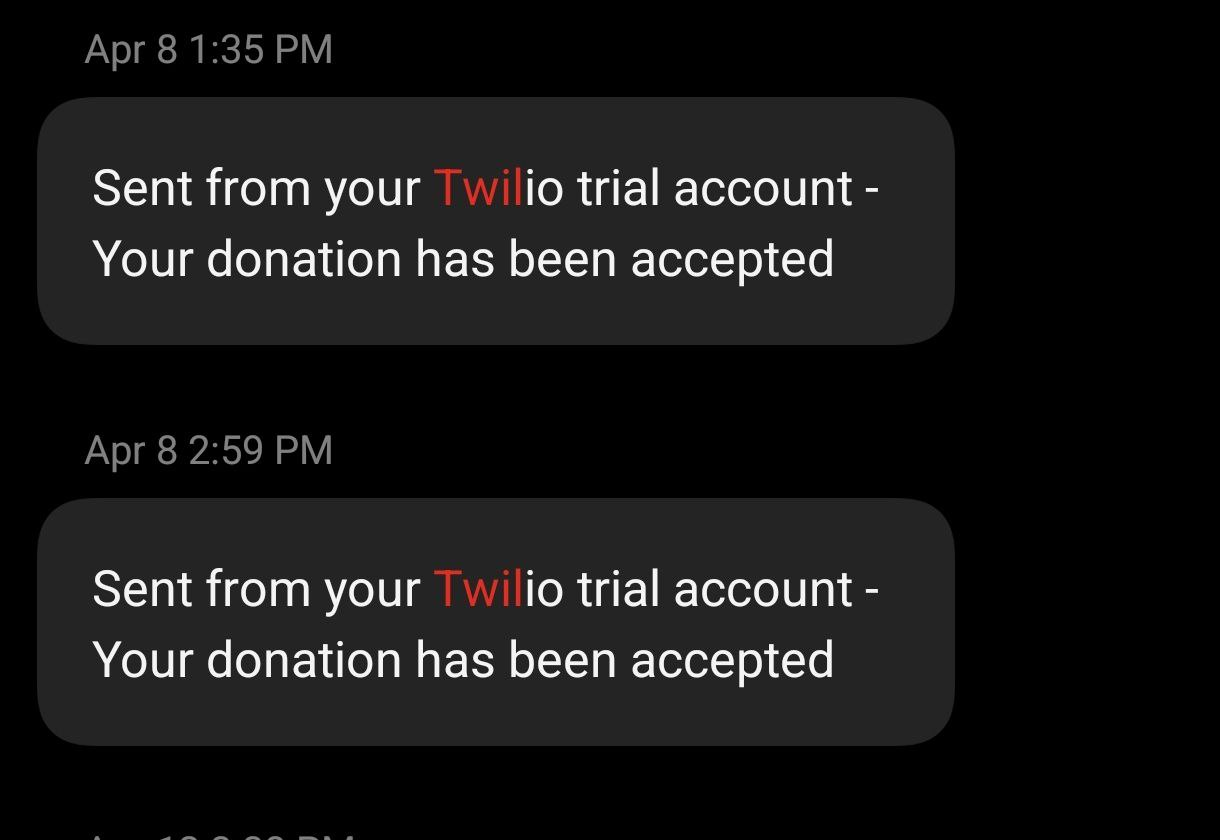 Apr 8 1:35 PM
Sent from your Twilio trial account -
Your donation has been accepted
Apr 8 2:59 PM
Sent from your Twilio trial account -
Your donation has been accepted